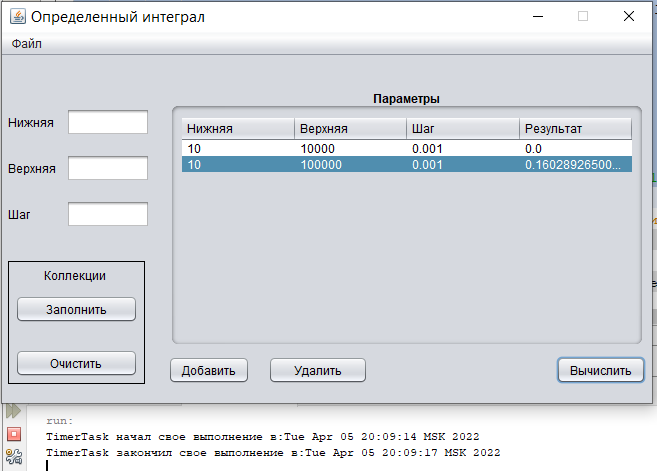 Определенный интеграл
Файл
Параметры
Нижняя Верхняя Шаг Результат
10 10000 0.001 0.0
10 100000 0.001 0.16028926500...
Нижняя
Верхняя
Шаг
Коллекции
Заполнить
Очистить
Добавить Удалить Вычислить
run:
TimerTask начал свое выполнение в:Tue Apr 05 20:09:14 MSK 2022
TimerTask закончил свое выполнение в:Tue Apr 05 20:09:17 MSK 2022